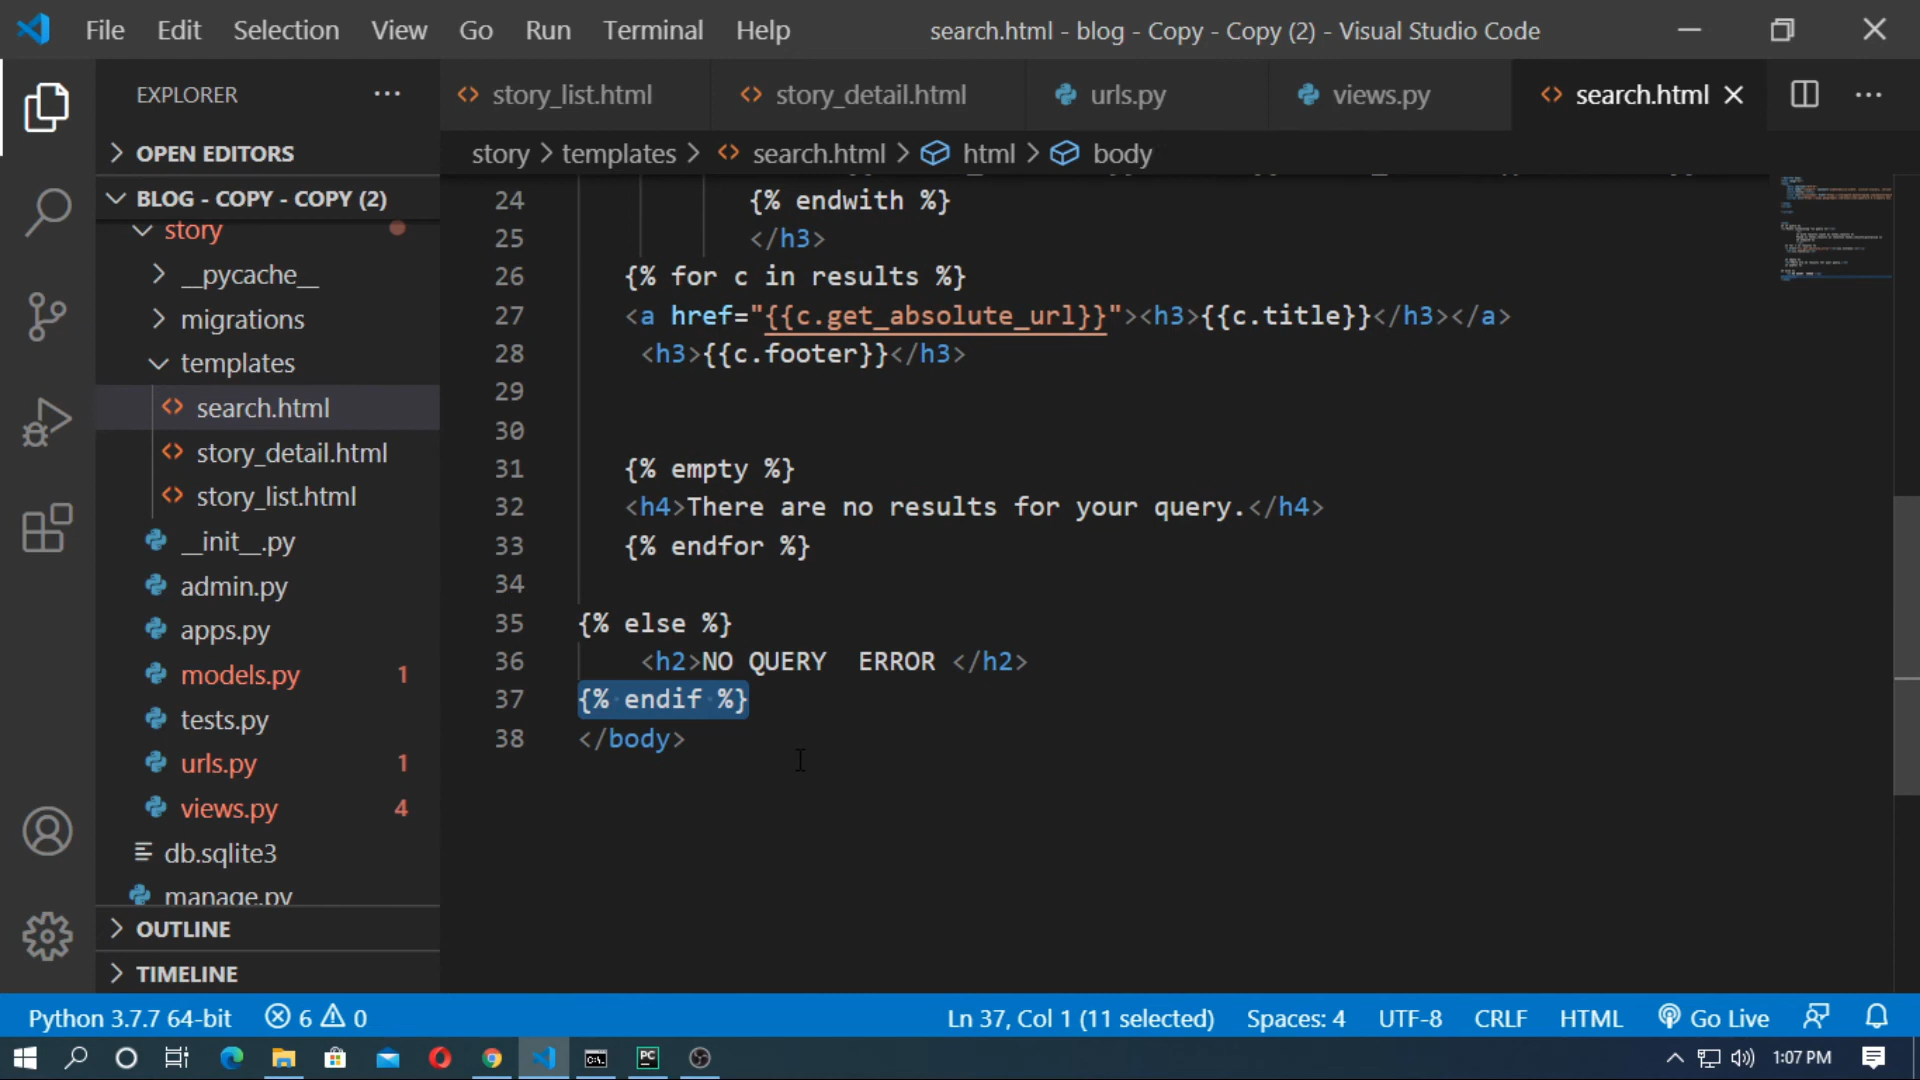 File Edit Selection View Go Run Terminal Help search.html - blog - Copy - Copy (2) - Visual Studio Code
EXPLORER ···
story_list.html story_detail.html urls.py views.py search.html
OPEN EDITORS
story > templates > search.html > html > body
BLOG - COPY - COPY (2)
story
__pycache__
migrations
templates
search.html
story_detail.html
story_list.html
__init__.py
admin.py
apps.py
models.py 1
tests.py
urls.py 1
views.py 4
db.sqlite3
manage.py
OUTLINE
TIMELINE
24 {% endwith %}
25 </h3>
26 {% for c in results %}
27 <a href="{{c.get_absolute_url}}"><h3>{{c.title}}</h3></a>
28 <h3>{{c.footer}}</h3>
29
30
31 {% empty %}
32 <h4>There are no results for your query.</h4>
33 {% endfor %}
34
35 {% else %}
36 <h2>NO QUERY  ERROR </h2>
37 {% endif %}
38 </body>
Python 3.7.7 64-bit 6 0 Ln 37, Col 1 (11 selected) Spaces: 4 UTF-8 CRLF HTML Go Live
PC 1:07 PM